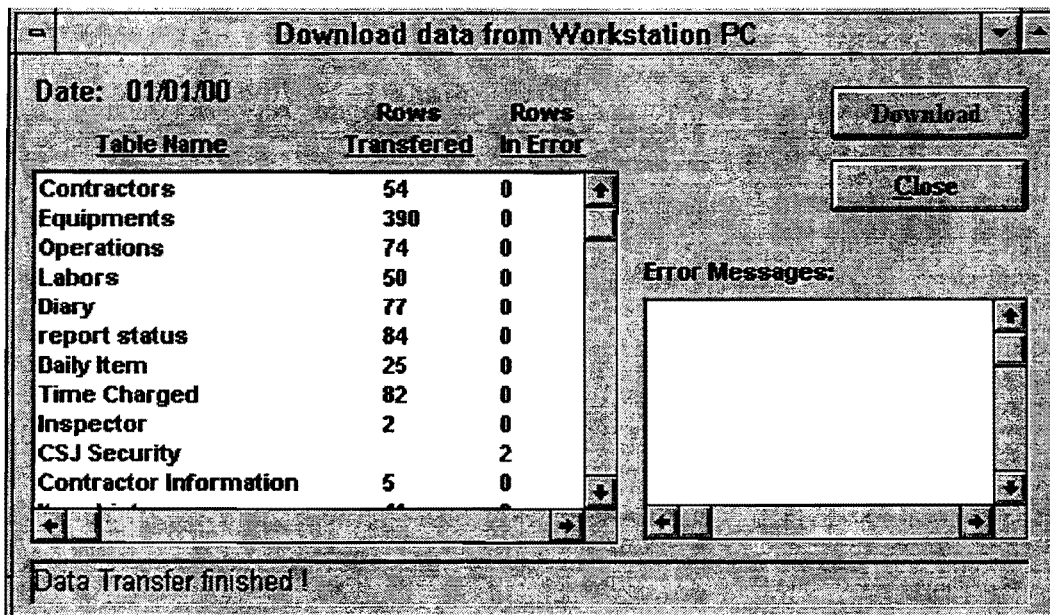 Download data from Workstation PC
Date: 01/01/00
Rows Rows
Table Name Transfered In Error
Download
Close
Contractors 54 0
Equipments 390 0
Operations 74 0
Labors 50 0
Diary 77 0
report status 84 0
Daily Item 25 0
Time Charged 82 0
Inspector 2 0
CSJ Security 2
Contractor Information 5 0
Error Messages:
Data Transfer finished !